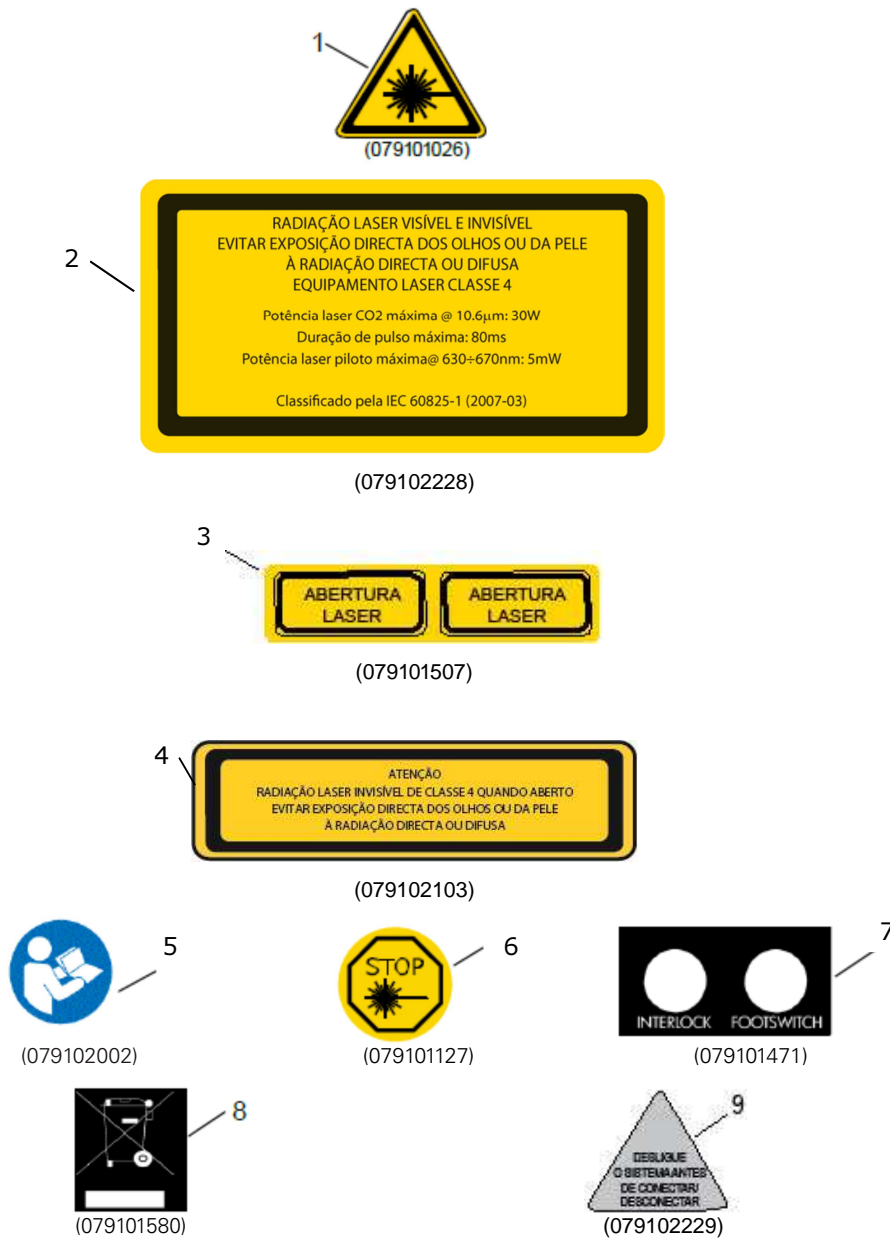 1
(079101026)
2
RADIAÇÃO LASER VISÍVEL E INVISÍVEL
EVITAR EXPOSIÇÃO DIRECTA DOS OLHOS OU DA PELE
À RADIAÇÃO DIRECTA OU DIFUSA
EQUIPAMENTO LASER CLASSE 4
Potência laser CO2 máxima @ 10.6μm: 30W
Duração de pulso máxima: 80ms
Potência laser piloto máxima@ 630÷670nm: 5mW
Classificado pela IEC 60825-1 (2007-03)
(079102228)
3
ABERTURA LASER
ABERTURA LASER
(079101507)
4
ATENÇÃO
RADIAÇÃO LASER INVISÍVEL DE CLASSE 4 QUANDO ABERTO
EVITAR EXPOSIÇÃO DIRECTA DOS OLHOS OU DA PELE
À RADIAÇÃO DIRECTA OU DIFUSA
(079102103)
5
(079102002)
6
STOP
(079101127)
7
INTERLOCK FOOTSWITCH
(079101471)
8
(079101580)
9
DESLIGUE
O SISTEMA ANTES
DE CONECTAR/
DESCONECTAR
(079102229)